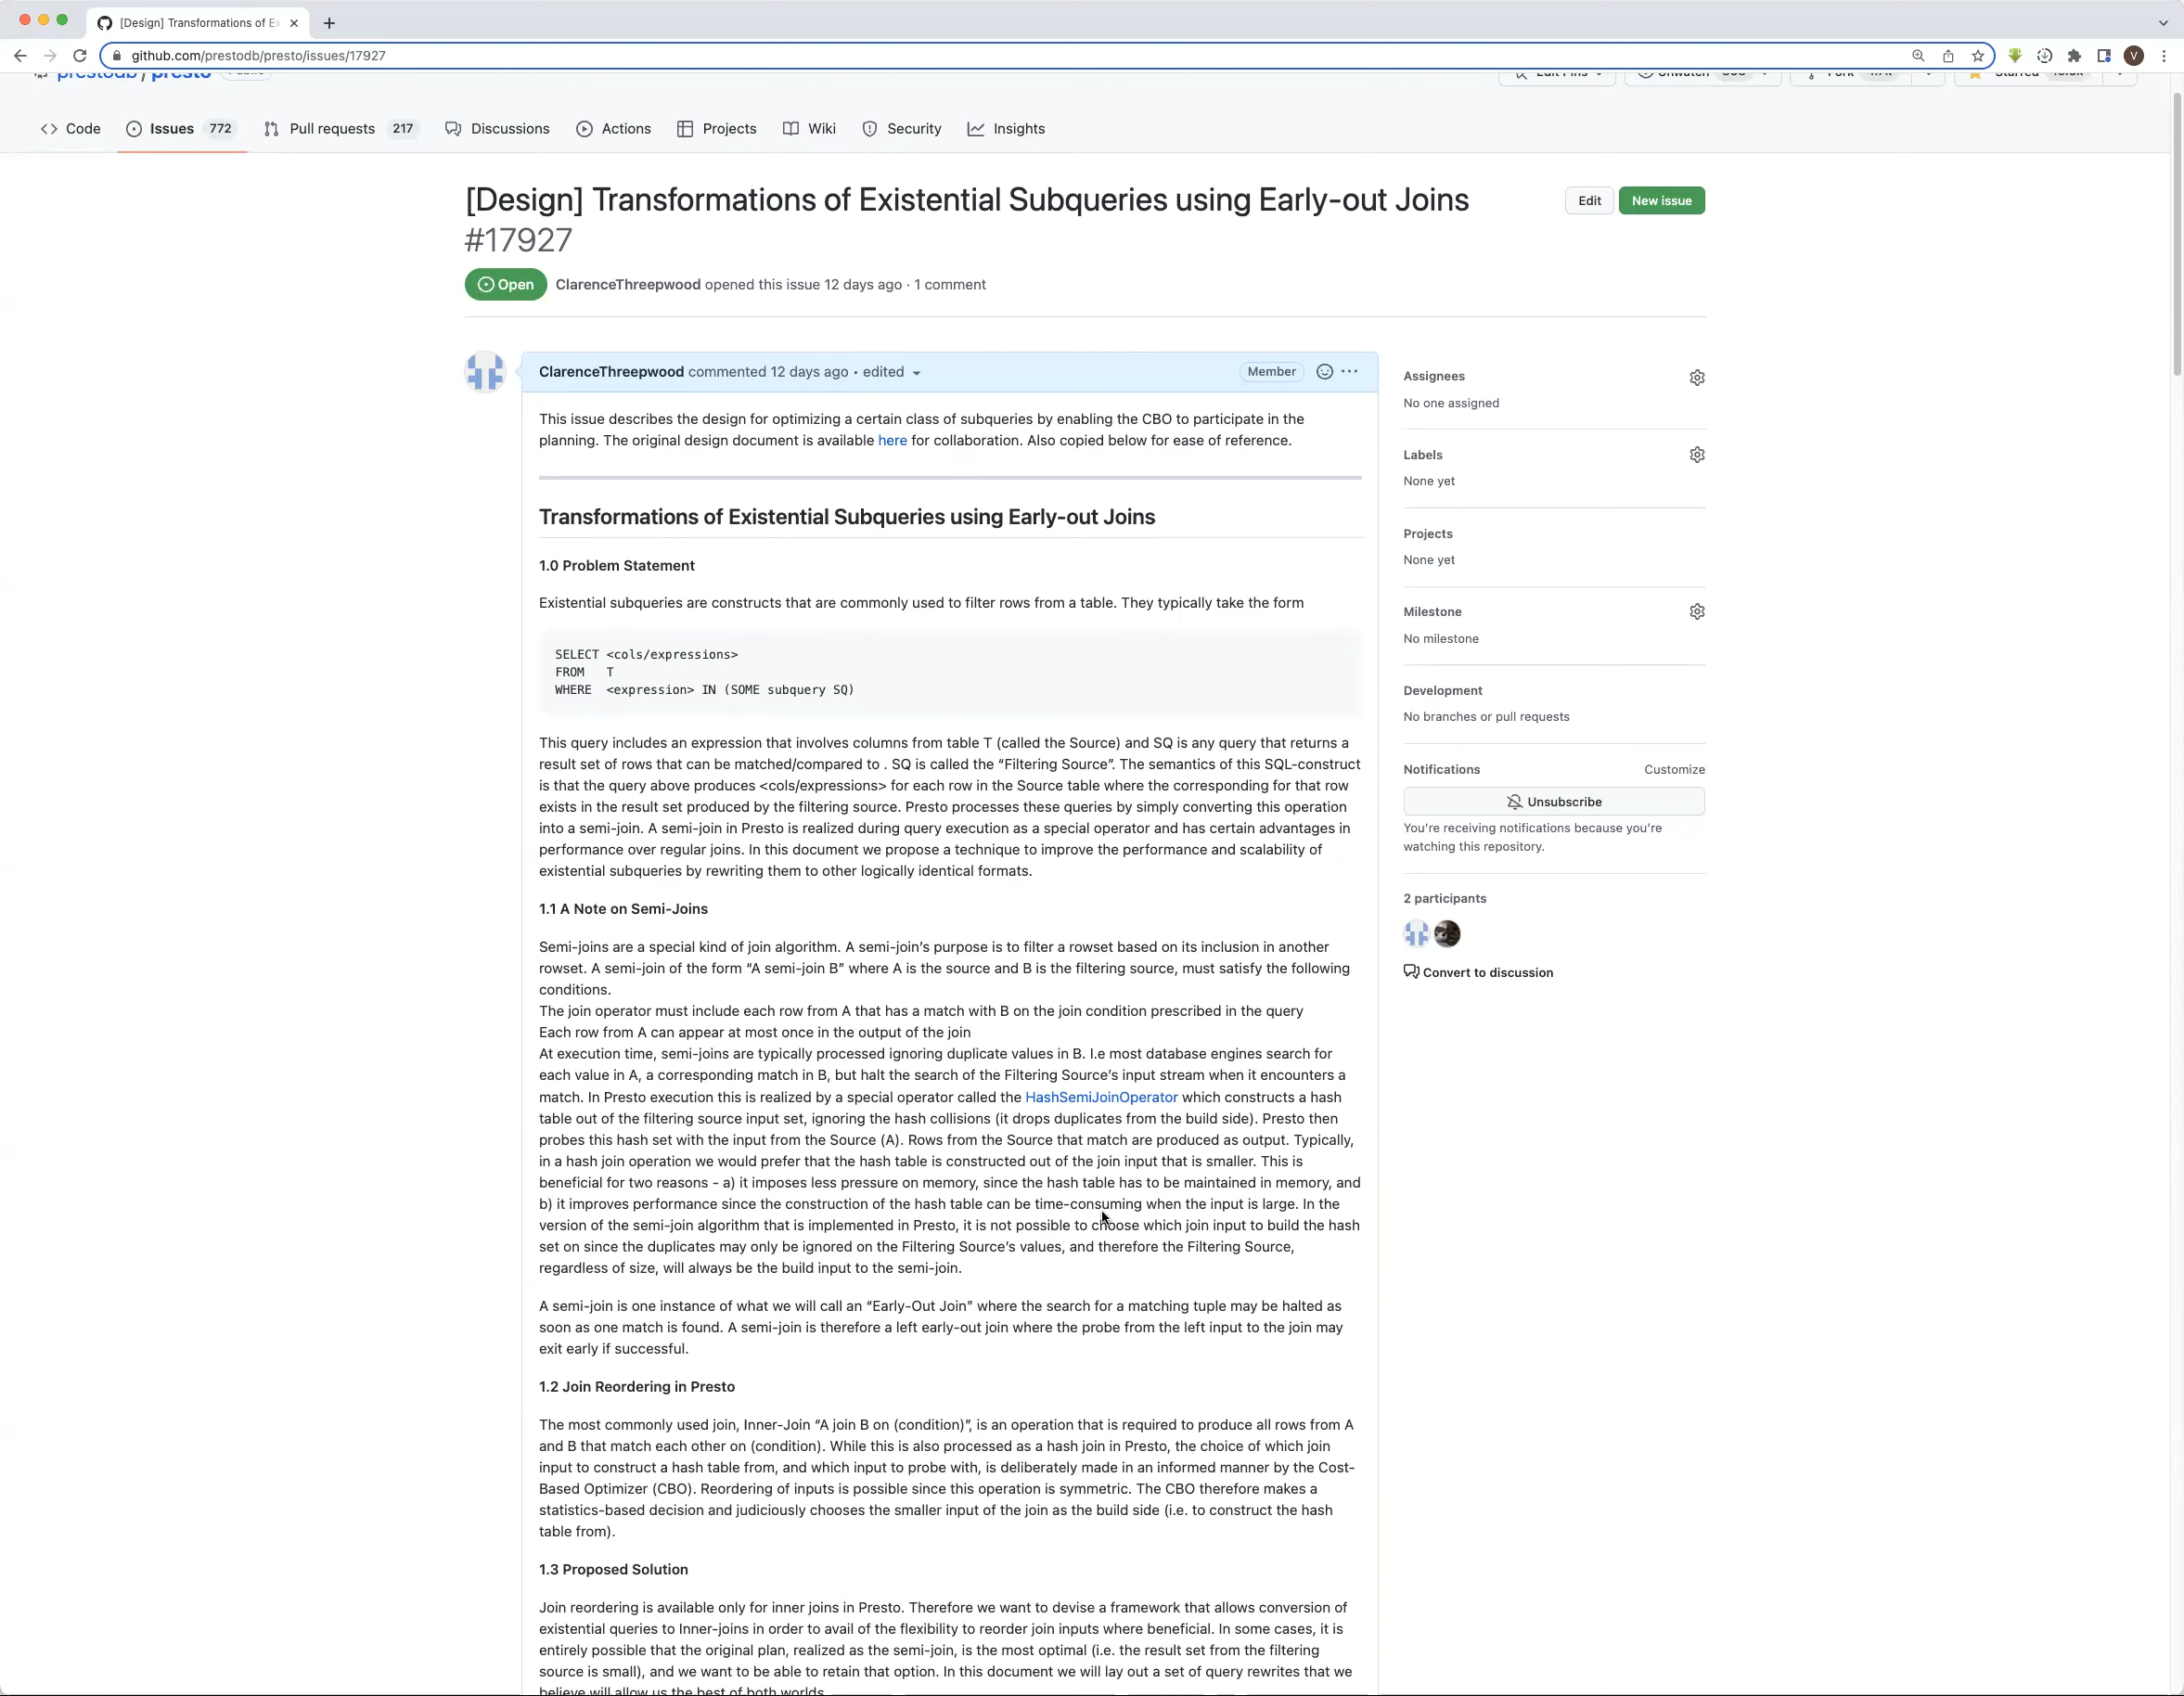 [Design] Transformations of E
github.com/prestodb/presto/issues/17927
V
prestodb / presto
Code
Issues 772
Pull requests 217
Discussions
Actions
Projects
Wiki
Security
Insights
[Design] Transformations of Existential Subqueries using Early-out Joins
#17927
Edit
New issue
Open
ClarenceThreepwood opened this issue 12 days ago · 1 comment
ClarenceThreepwood commented 12 days ago • edited
Member
This issue describes the design for optimizing a certain class of subqueries by enabling the CBO to participate in the
planning. The original design document is available here for collaboration. Also copied below for ease of reference.
Transformations of Existential Subqueries using Early-out Joins
1.0 Problem Statement
Existential subqueries are constructs that are commonly used to filter rows from a table. They typically take the form
SELECT <cols/expressions>
FROM T
WHERE <expression> IN (SOME subquery SQ)
This query includes an expression that involves columns from table T (called the Source) and SQ is any query that returns a
result set of rows that can be matched/compared to . SQ is called the “Filtering Source”. The semantics of this SQL-construct
is that the query above produces <cols/expressions> for each row in the Source table where the corresponding for that row
exists in the result set produced by the filtering source. Presto processes these queries by simply converting this operation
into a semi-join. A semi-join in Presto is realized during query execution as a special operator and has certain advantages in
performance over regular joins. In this document we propose a technique to improve the performance and scalability of
existential subqueries by rewriting them to other logically identical formats.
1.1 A Note on Semi-Joins
Semi-joins are a special kind of join algorithm. A semi-join’s purpose is to filter a rowset based on its inclusion in another
rowset. A semi-join of the form “A semi-join B” where A is the source and B is the filtering source, must satisfy the following
conditions.
The join operator must include each row from A that has a match with B on the join condition prescribed in the query
Each row from A can appear at most once in the output of the join
At execution time, semi-joins are typically processed ignoring duplicate values in B. I.e most database engines search for
each value in A, a corresponding match in B, but halt the search of the Filtering Source’s input stream when it encounters a
match. In Presto execution this is realized by a special operator called the HashSemiJoinOperator which constructs a hash
table out of the filtering source input set, ignoring the hash collisions (it drops duplicates from the build side). Presto then
probes this hash set with the input from the Source (A). Rows from the Source that match are produced as output. Typically,
in a hash join operation we would prefer that the hash table is constructed out of the join input that is smaller. This is
beneficial for two reasons - a) it imposes less pressure on memory, since the hash table has to be maintained in memory, and
b) it improves performance since the construction of the hash table can be time-consuming when the input is large. In the
version of the semi-join algorithm that is implemented in Presto, it is not possible to choose which join input to build the hash
set on since the duplicates may only be ignored on the Filtering Source’s values, and therefore the Filtering Source,
regardless of size, will always be the build input to the semi-join.
A semi-join is one instance of what we will call an “Early-Out Join” where the search for a matching tuple may be halted as
soon as one match is found. A semi-join is therefore a left early-out join where the probe from the left input to the join may
exit early if successful.
1.2 Join Reordering in Presto
The most commonly used join, Inner-Join “A join B on (condition)”, is an operation that is required to produce all rows from A
and B that match each other on (condition). While this is also processed as a hash join in Presto, the choice of which join
input to construct a hash table from, and which input to probe with, is deliberately made in an informed manner by the Cost-
Based Optimizer (CBO). Reordering of inputs is possible since this operation is symmetric. The CBO therefore makes a
statistics-based decision and judiciously chooses the smaller input of the join as the build side (i.e. to construct the hash
table from).
1.3 Proposed Solution
Join reordering is available only for inner joins in Presto. Therefore we want to devise a framework that allows conversion of
existential queries to Inner-joins in order to avail of the flexibility to reorder join inputs where beneficial. In some cases, it is
entirely possible that the original plan, realized as the semi-join, is the most optimal (i.e. the result set from the filtering
source is small), and we want to be able to retain that option. In this document we will lay out a set of query rewrites that we
believe will allow us the best of both worlds.
Assignees
No one assigned
Labels
None yet
Projects
None yet
Milestone
No milestone
Development
No branches or pull requests
Notifications
Customize
Unsubscribe
You’re receiving notifications because you’re
watching this repository.
2 participants
Convert to discussion